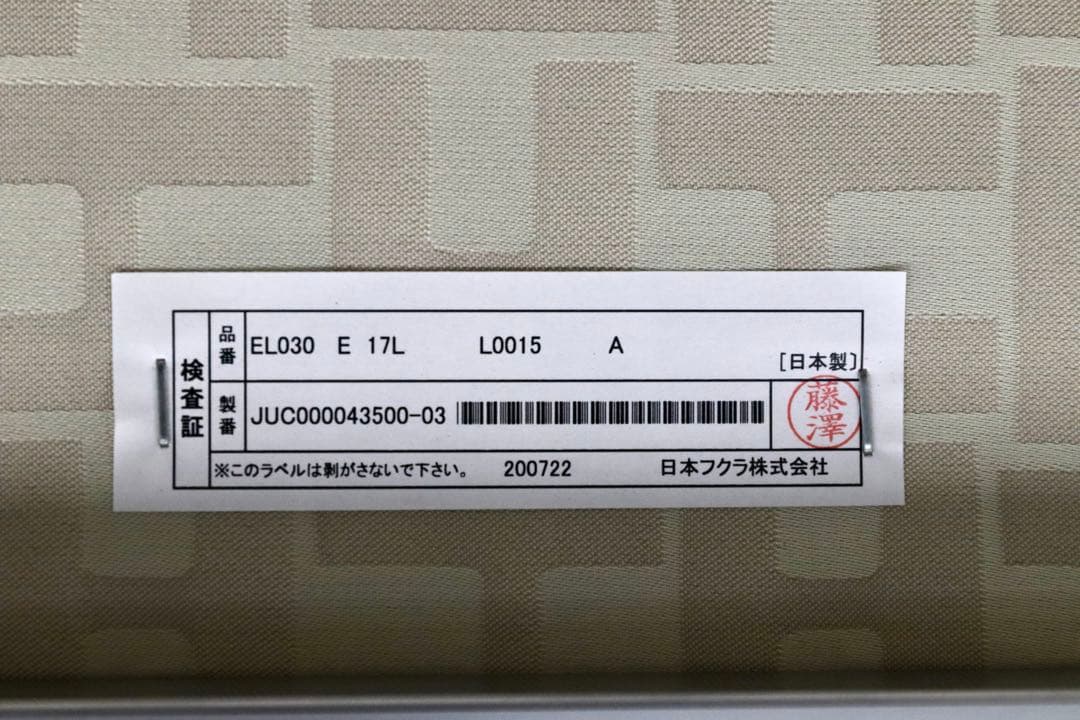 検査証
品番 EL030 E 17L L0015 A [日本製]
製番 JUC000043500-03
藤澤
※このラベルは剥がさないで下さい。 200722 日本フクラ株式会社